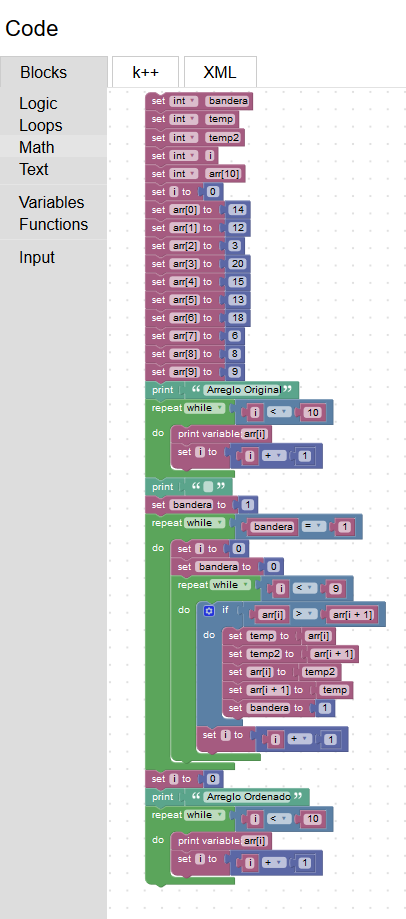 Code
Blocks k++ XML
Logic
Loops
Math
Text
Variables
Functions
Input
set int bandera
set int temp
set int temp2
set int i
set int arr[10]
set i to 0
set arr[0] to 14
set arr[1] to 12
set arr[2] to 3
set arr[3] to 20
set arr[4] to 15
set arr[5] to 13
set arr[6] to 18
set arr[7] to 6
set arr[8] to 8
set arr[9] to 9
print “ Arreglo Original ”
repeat while i < 10
do print variable arr[i]
set i to i + 1
print “ ”
set bandera to 1
repeat while bandera = 1
do set i to 0
set bandera to 0
repeat while i < 9
do if arr[i] > arr[i + 1]
do set temp to arr[i]
set temp2 to arr[i + 1]
set arr[i] to temp2
set arr[i + 1] to temp
set bandera to 1
set i to i + 1
set i to 0
print “ Arreglo Ordenado ”
repeat while i < 10
do print variable arr[i]
set i to i + 1